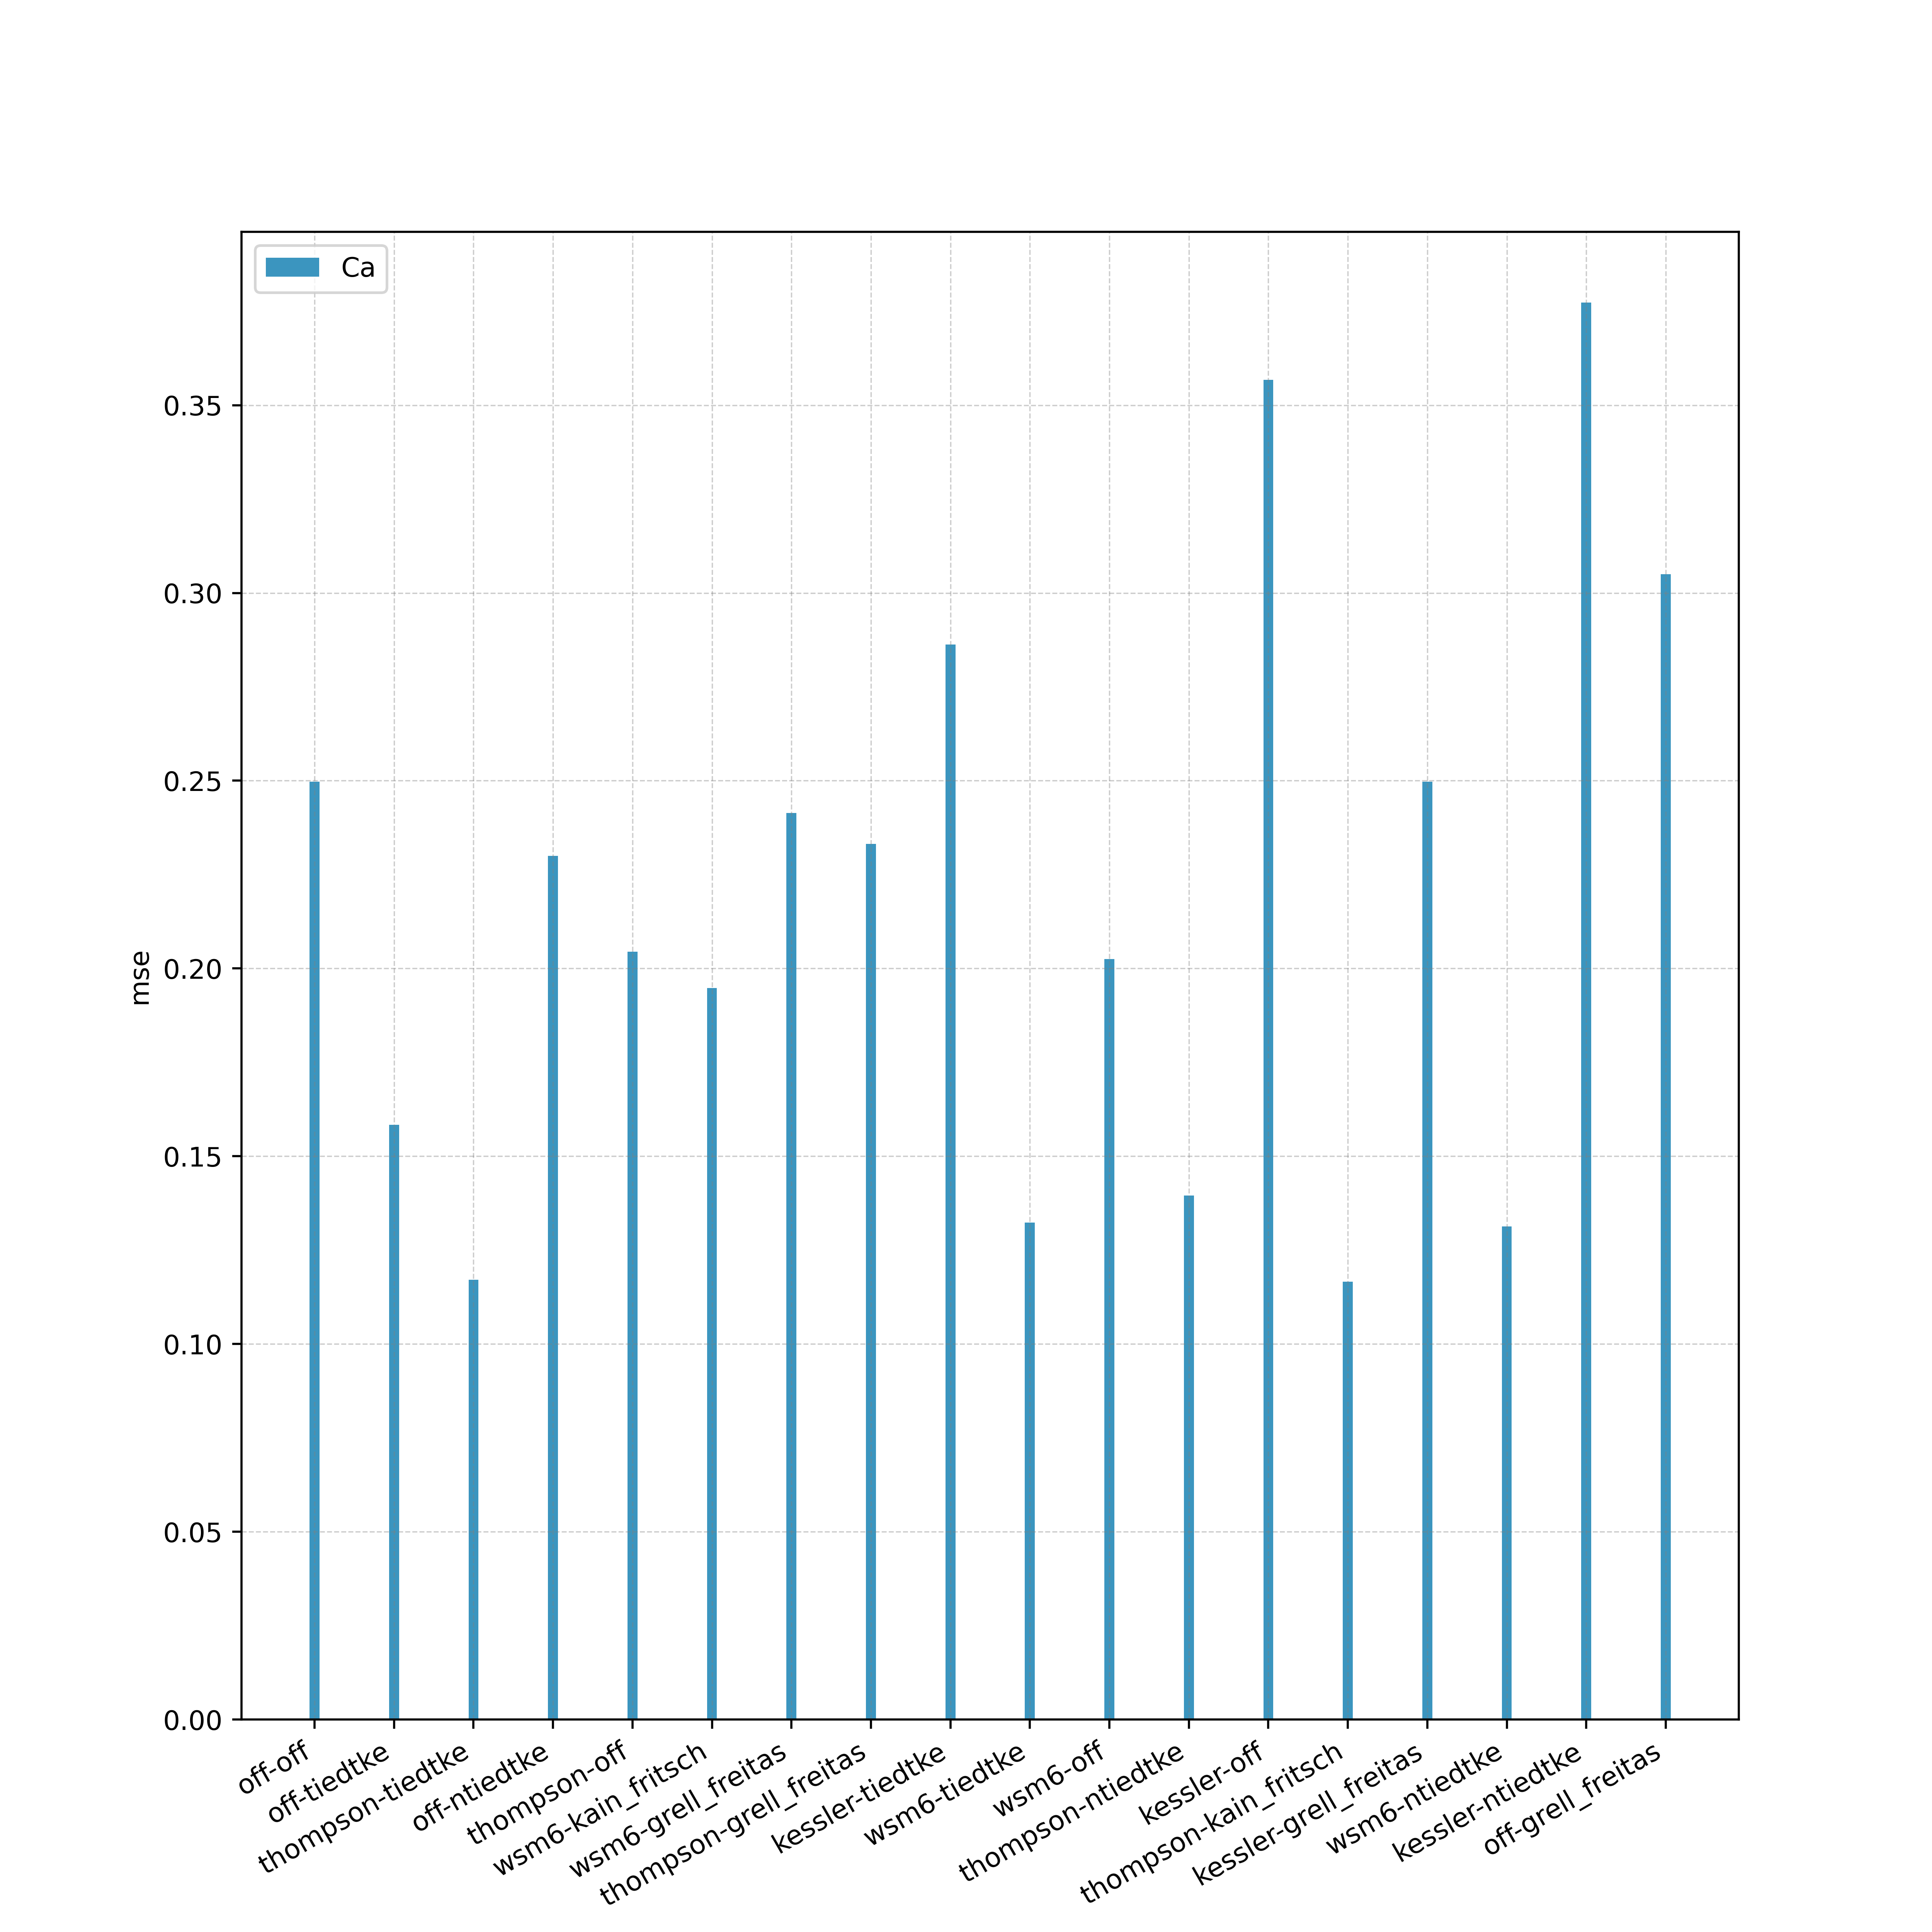 Ca
0.35
0.30
0.25
0.20
0.15
0.10
0.05
0.00
mse
off-off
off-tiedtke
thompson-tiedtke
off-ntiedtke
thompson-off
wsm6-kain_fritsch
wsm6-grell_freitas
thompson-grell_freitas
kessler-tiedtke
wsm6-tiedtke
wsm6-off
thompson-ntiedtke
kessler-off
thompson-kain_fritsch
kessler-grell_freitas
wsm6-ntiedtke
kessler-ntiedtke
off-grell_freitas